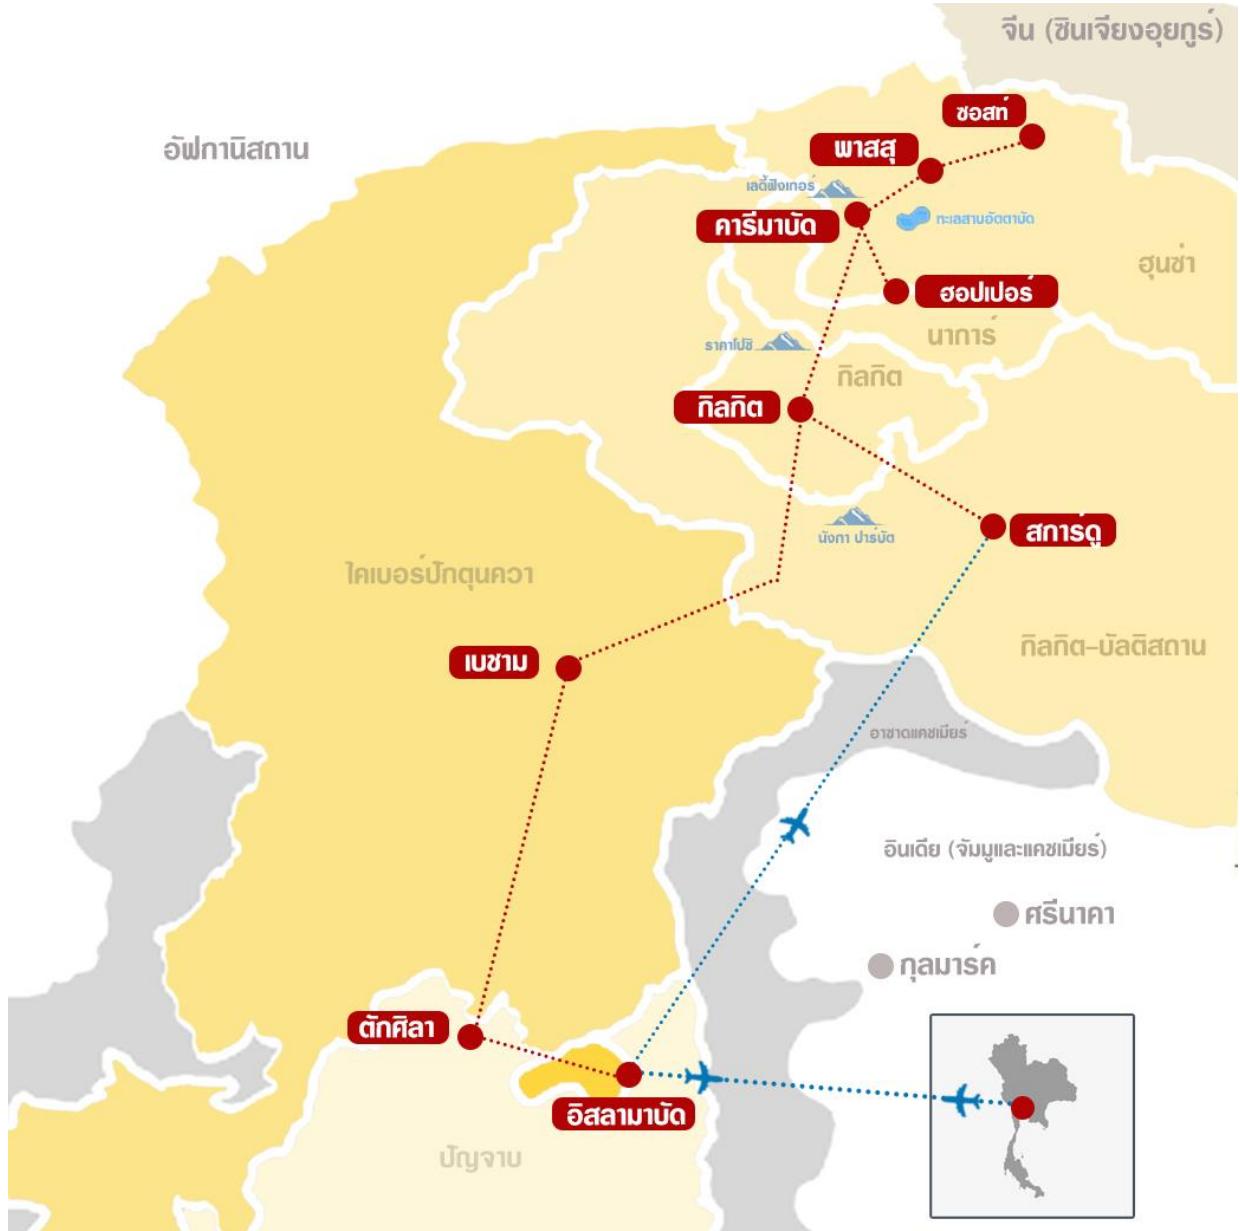 จีน (ซินเจียงอุยกูร์)
ซอสท์
อัฟกานิสถาน
พาสสุ
เลดี้ฟิงเกอร์
คารีมาบัด
ทะเลสาบอัตตาบัด
ฮุนซ่า
ฮอปเปอร์
นาการ์
ราคาโปชิ
กิลกิต
กิลกิต
สการ์ดู
นังกา ปาร์บัต
ไคเบอร์ปักตุนควา
กิลกิต-บัลติสถาน
เบชาม
อาซาดแคชเมียร์
อินเดีย (จัมมูและแคชเมียร์)
ศรีนาคา
กุลมาร์ค
ตักศิลา
อิสลามาบัด
ปัญจาบ